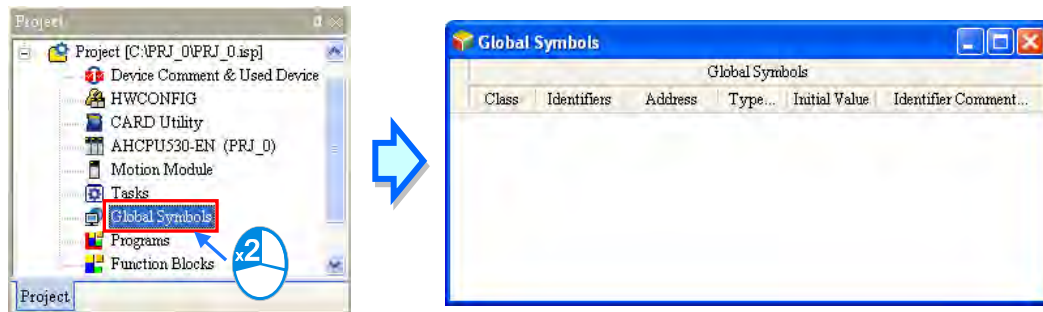 Project
Project [C:\PRJ_0\PRJ_0.isp]
Device Comment & Used Device
HWCONFIG
CARD Utility
AHCPU530-EN (PRJ_0)
Motion Module
Tasks
Global Symbols
Programs
Function Blocks
Project
x2
Global Symbols
Global Symbols
Class Identifiers Address Type... Initial Value Identifier Comment...